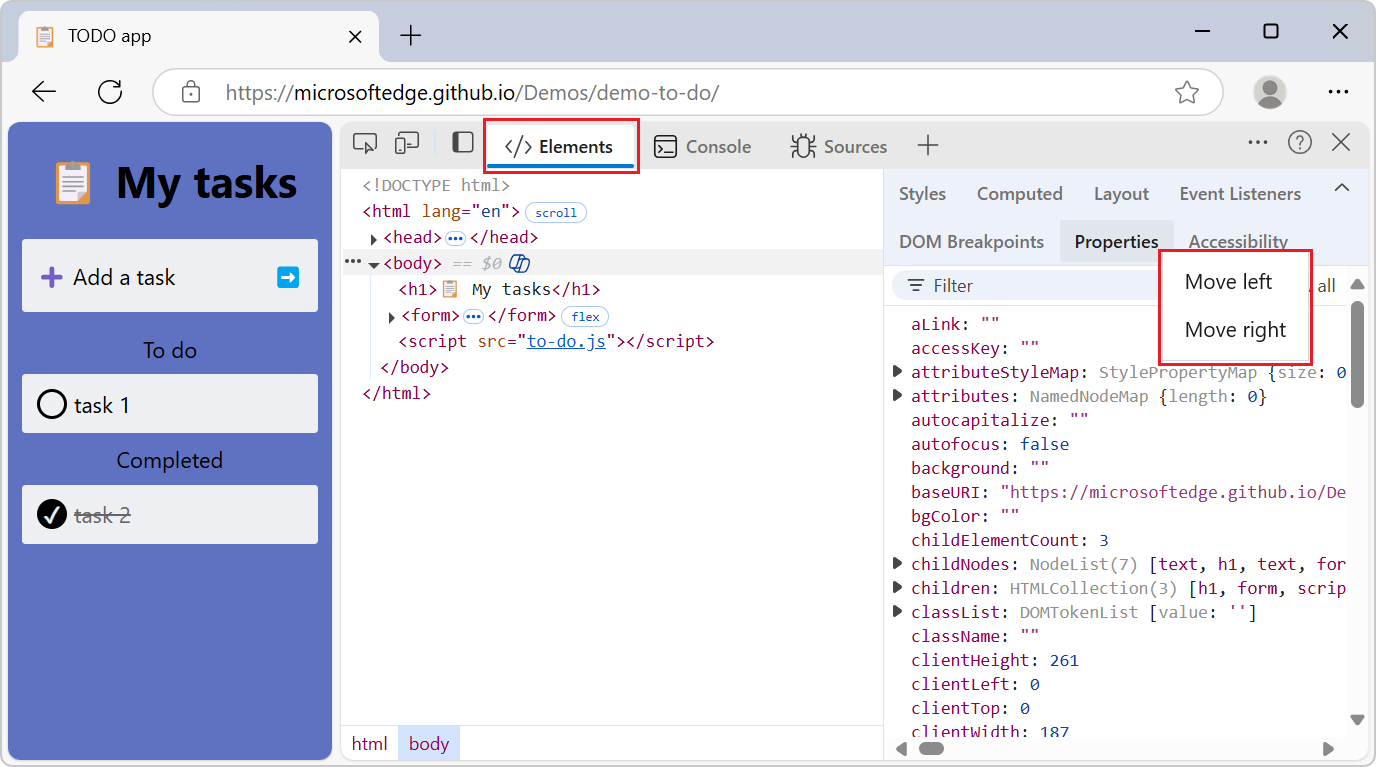 TODO app
https://microsoftedge.github.io/Demos/demo-to-do/
My tasks
Add a task
To do
task 1
Completed
task 2
Elements
Console
Sources
<!DOCTYPE html>
<html lang="en"> scroll
<head> ··· </head>
··· <body> == $0
<h1>📋 My tasks</h1>
<form> ··· </form> flex
<script src="to-do.js"></script>
</body>
</html>
html body
Styles Computed Layout Event Listeners
DOM Breakpoints Properties Accessibility
Filter
all
Move left
Move right
aLink: ""
accessKey: ""
attributeStyleMap: StylePropertyMap {size: 0
attributes: NamedNodeMap {length: 0}
autocapitalize: ""
autofocus: false
background: ""
baseURI: "https://microsoftedge.github.io/De
bgColor: ""
childElementCount: 3
childNodes: NodeList(7) [text, h1, text, for
children: HTMLCollection(3) [h1, form, scrip
classList: DOMTokenList [value: '']
className: ""
clientHeight: 261
clientLeft: 0
clientTop: 0
clientWidth: 187